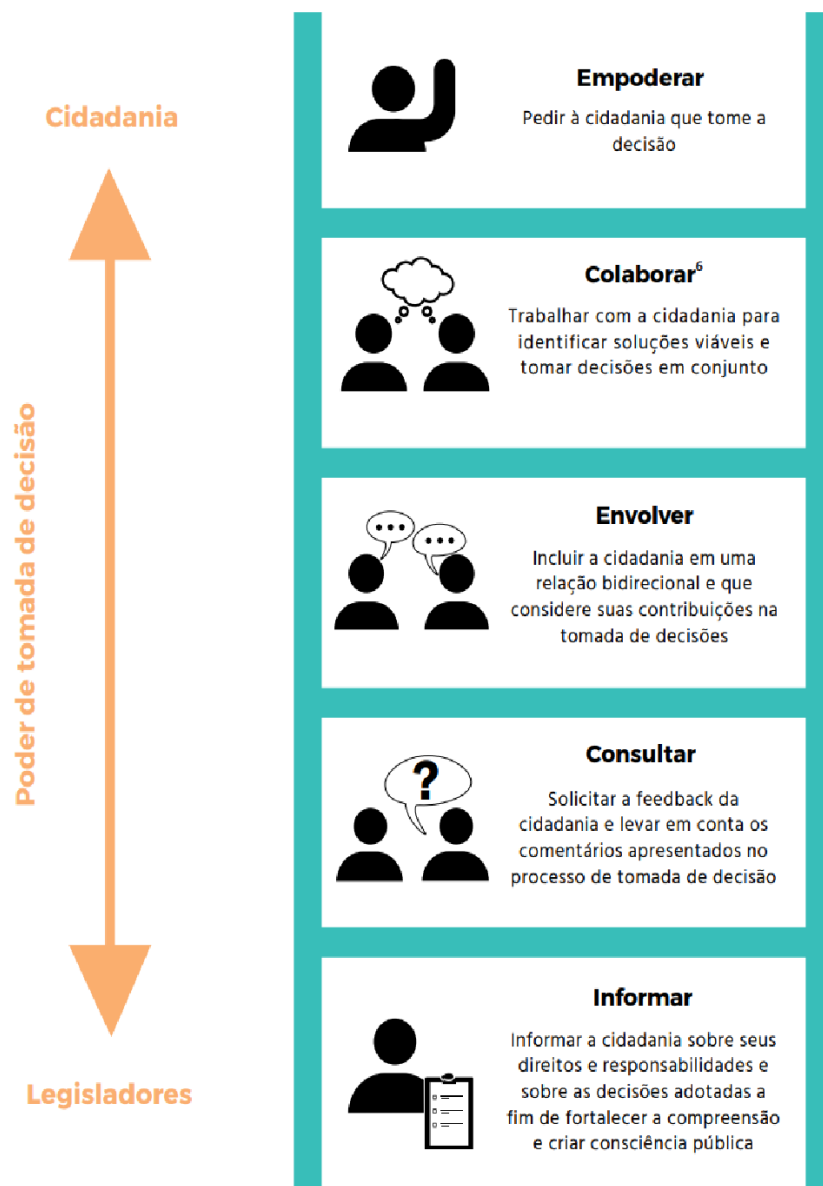 Cidadania
Poder de tomada de decisão
Legisladores
Empoderar
Pedir à cidadania que tome a
decisão
Colaborar⁶
Trabalhar com a cidadania para
identificar soluções viáveis e
tomar decisões em conjunto
Envolver
Incluir a cidadania em uma
relação bidirecional e que
considere suas contribuições na
tomada de decisões
Consultar
?
Solicitar a feedback da
cidadania e levar em conta os
comentários apresentados no
processo de tomada de decisão
Informar
Informar a cidadania sobre seus
direitos e responsabilidades e
sobre as decisões adotadas a
fim de fortalecer a compreensão
e criar consciência pública